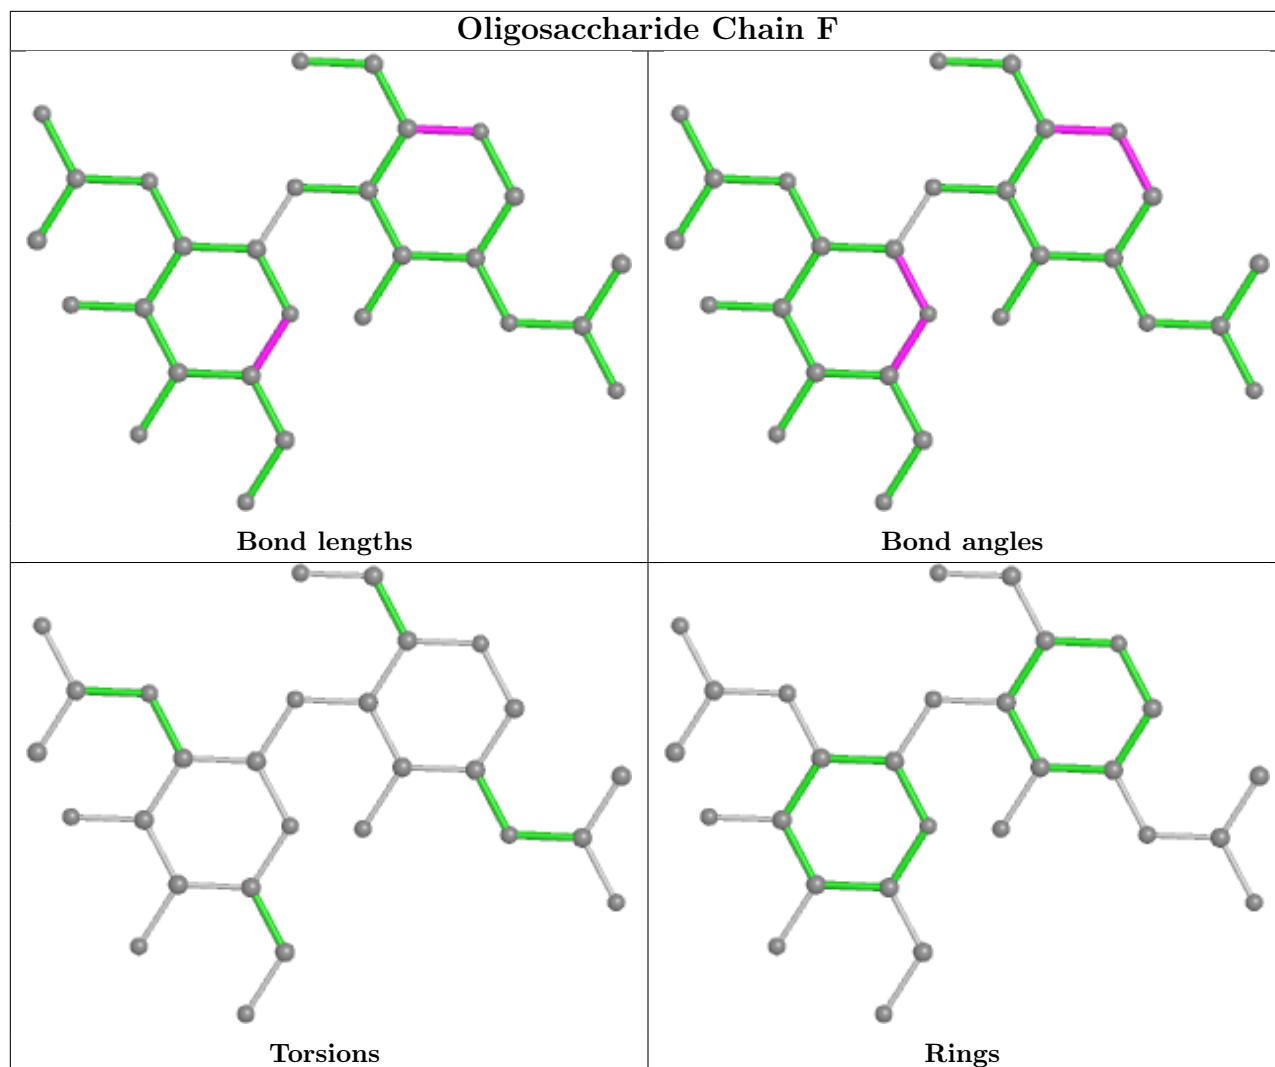 Oligosaccharide Chain F
Bond lengths
Bond angles
Torsions
Rings